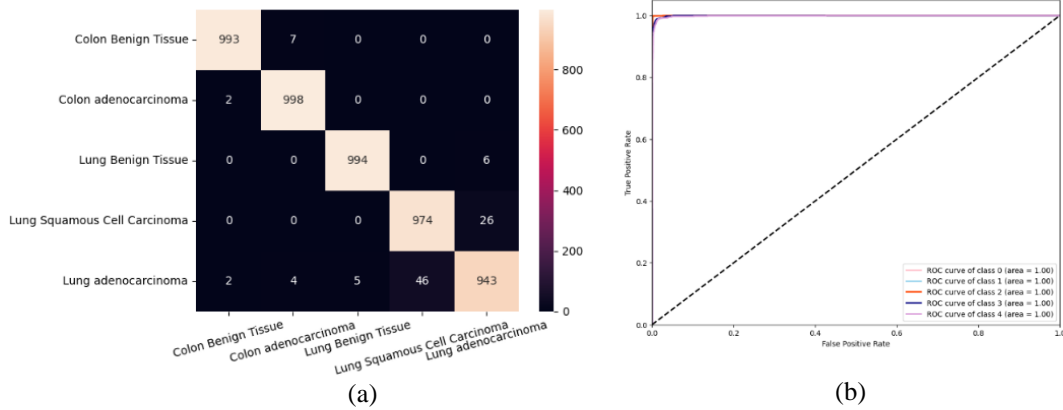 Colon Benign Tissue
993 7 0 0 0
Colon adenocarcinoma
2 998 0 0 0
Lung Benign Tissue
0 0 994 0 6
Lung Squamous Cell Carcinoma
0 0 0 974 26
Lung adenocarcinoma
2 4 5 46 943
Colon Benign Tissue
Colon adenocarcinoma
Lung Benign Tissue
Lung Squamous Cell Carcinoma
Lung adenocarcinoma
800
600
400
200
0
(a)
True Positive Rate
1.0
0.8
0.6
0.4
0.2
0.0
0.0 0.2 0.4 0.6 0.8 1.0
False Positive Rate
ROC curve of class 0 (area = 1.00)
ROC curve of class 1 (area = 1.00)
ROC curve of class 2 (area = 1.00)
ROC curve of class 3 (area = 1.00)
ROC curve of class 4 (area = 1.00)
(b)